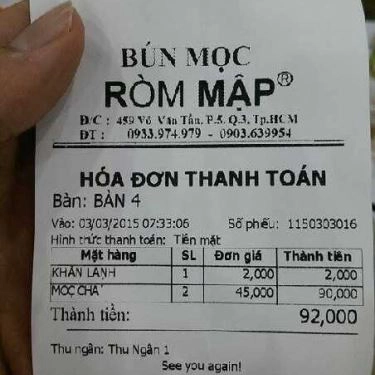 BÚN MỌC
RÒM MẬP®
Đ/C : 459 Võ Văn Tần, P.5, Q.3, Tp.HCM
ĐT : 0933.974.979 - 0903.639954
HÓA ĐƠN THANH TOÁN
Bàn: BÀN 4
Vào: 03/03/2015 07:33:06 Số phiếu: 1150303016
Hình thức thanh toán: Tiền mặt
Mặt hàng SL Đơn giá Thành tiền
KHĂN LẠNH 1 2,000 2,000
MỌC CHẢ 2 45,000 90,000
Thành tiền: 92,000
Thu ngân: Thu Ngân 1
See you again!